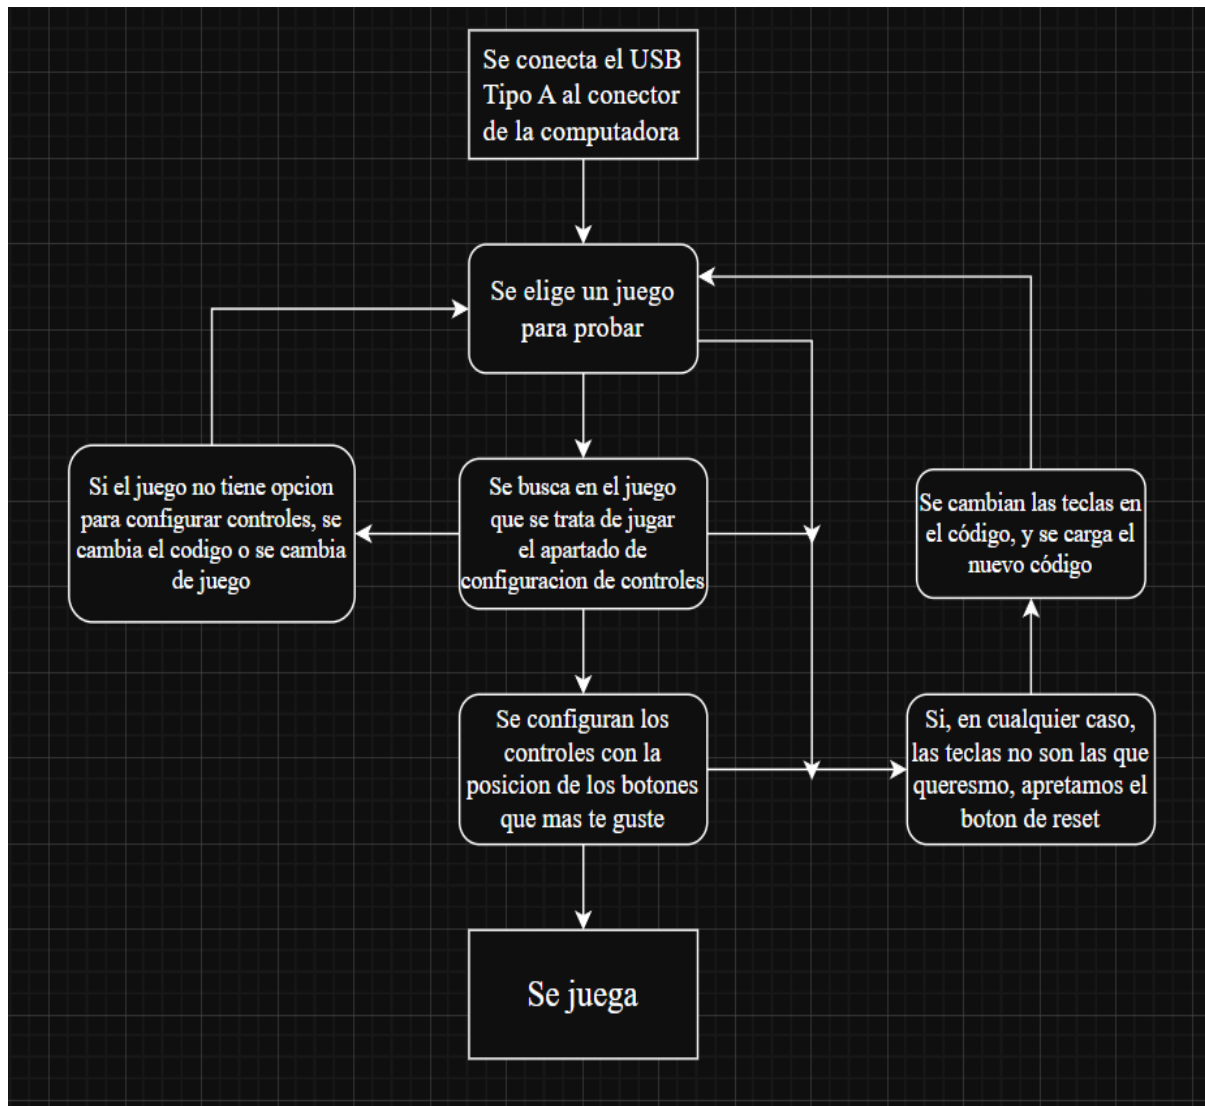 Se conecta el USB
Tipo A al conector
de la computadora
Se elige un juego
para probar
Si el juego no tiene opcion
para configurar controles, se
cambia el codigo o se cambia
de juego
Se busca en el juego
que se trata de jugar
el apartado de
configuracion de controles
Se cambian las teclas en
el código, y se carga el
nuevo código
Se configuran los
controles con la
posicion de los botones
que mas te guste
Si, en cualquier caso,
las teclas no son las que
queresmo, apretamos el
boton de reset
Se juega